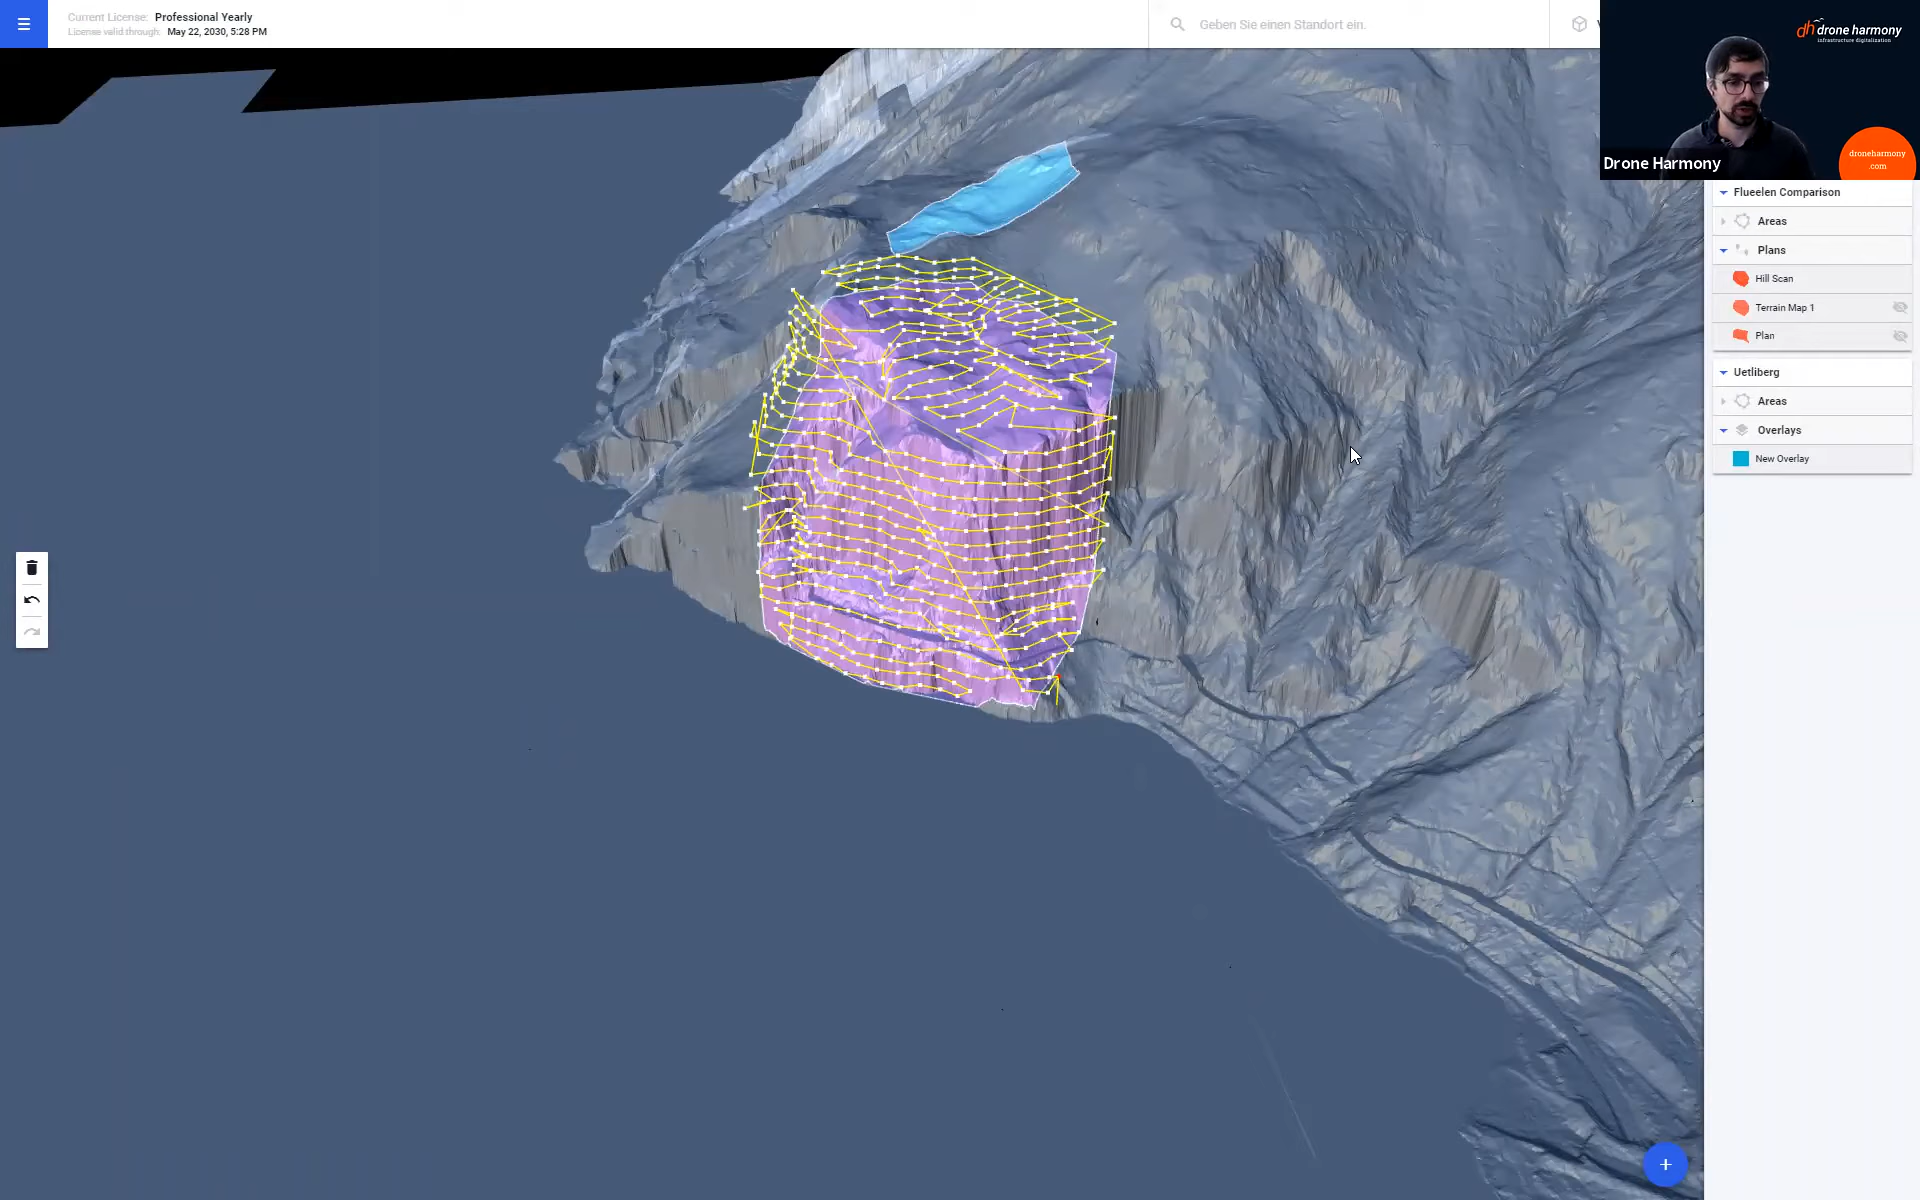 Current License: Professional Yearly
License valid through: May 22, 2030, 5:28 PM
Geben Sie einen Standort ein.
dh drone harmony
infrastructure digitalization
droneharmony
.com
Drone Harmony
Flueelen Comparison
Areas
Plans
Hill Scan
Terrain Map 1
Plan
Uetliberg
Areas
Overlays
New Overlay